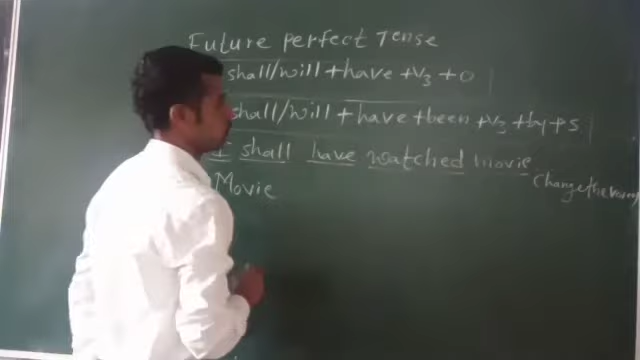 Future perfect Tense
shall/will + have + v3 + o
shall/will + have + been + v3 + by + s
I shall have watched movie
(change the voice)
Movie